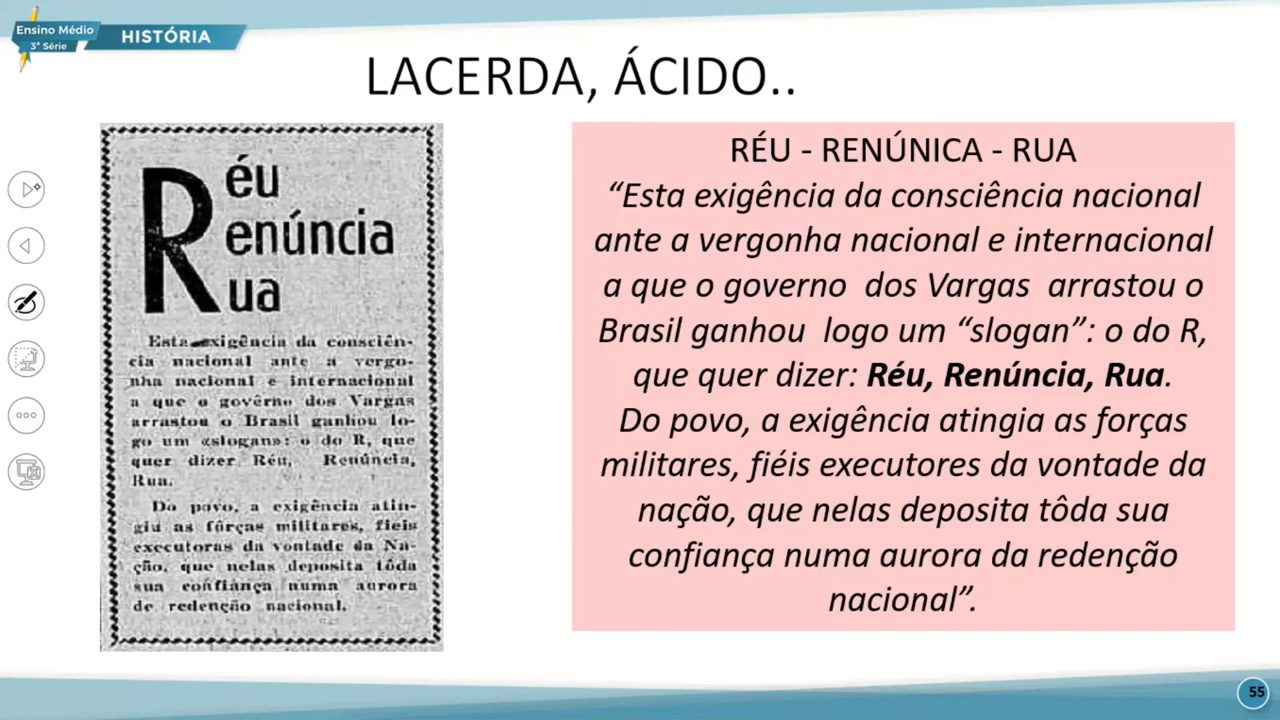 Ensino Médio
3ª Série
HISTÓRIA
LACERDA, ÁCIDO..
Réu
Renúncia
Rua
Esta exigência da consciên-
cia nacional ante a vergo-
nha nacional e internacional
a que o govêrno dos Vargas
arrastou o Brasil ganhou lo-
go um «slogan»: o do R, que
quer dizer Réu, Renúncia,
Rua.
Do povo, a exigência atin-
giu as fôrças militares, fieis
executoras da vontade da Na-
ção, que nelas deposita tôda
sua confiança numa aurora
de redenção nacional.
RÉU - RENÚNICA - RUA
“Esta exigência da consciência nacional
ante a vergonha nacional e internacional
a que o governo dos Vargas arrastou o
Brasil ganhou logo um “slogan”: o do R,
que quer dizer: Réu, Renúncia, Rua.
Do povo, a exigência atingia as forças
militares, fiéis executores da vontade da
nação, que nelas deposita tôda sua
confiança numa aurora da redenção
nacional”.
55